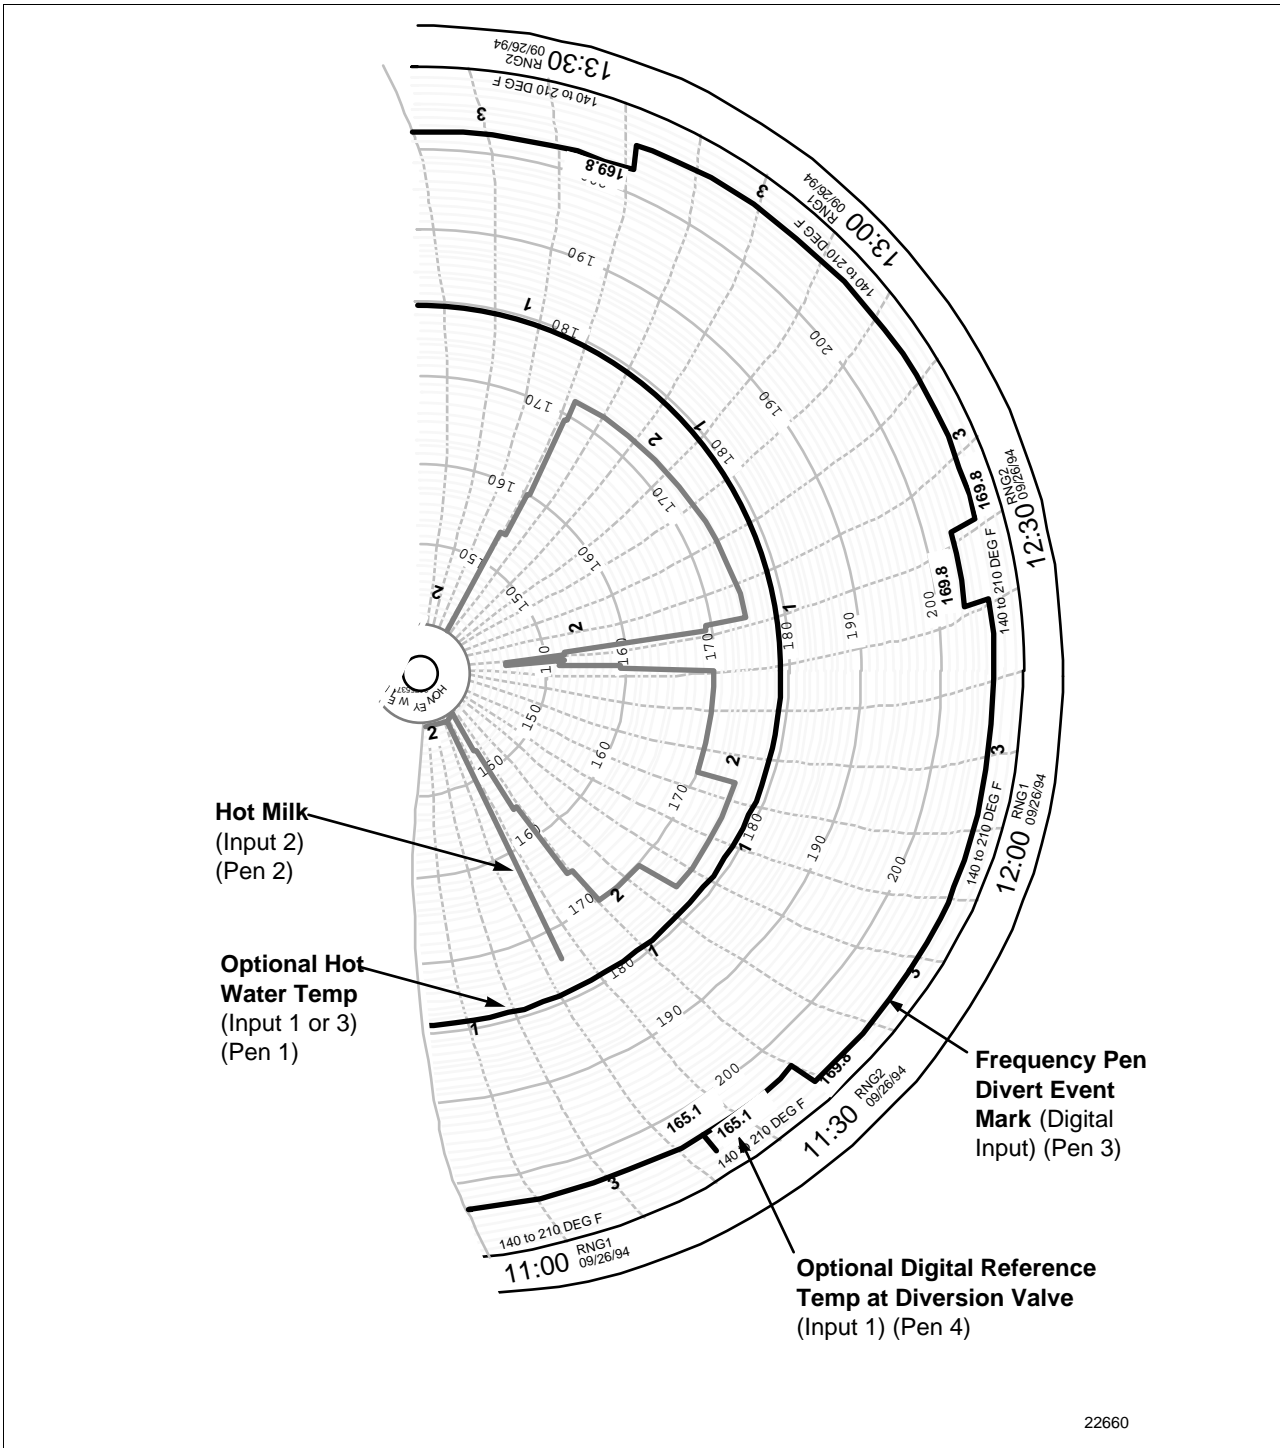 13:30 RNG2 09/26/94
140 to 210 DEG F
3
169.8
190
1
180
170
160
150
2
3
13:00 RNG1 09/26/94
140 to 210 DEG F
200
190
1
180
2
170
160
150
3
169.8
12:30 RNG2 09/26/94
140 to 210 DEG F
169.8
200
190
180
1
170
160
2
3
12:00 RNG1 09/26/94
140 to 210 DEG F
200
190
180
1
170
2
160
150
3
169.8
11:30 RNG2 09/26/94
140 to 210 DEG F
165.1
165.1
200
190
180
1
170
2
160
2
1
3
140 to 210 DEG F
11:00 RNG1 09/26/94
Hot Milk
(Input 2)
(Pen 2)
Optional Hot
Water Temp
(Input 1 or 3)
(Pen 1)
Frequency Pen
Divert Event
Mark (Digital
Input) (Pen 3)
Optional Digital Reference
Temp at Diversion Valve
(Input 1) (Pen 4)
22660